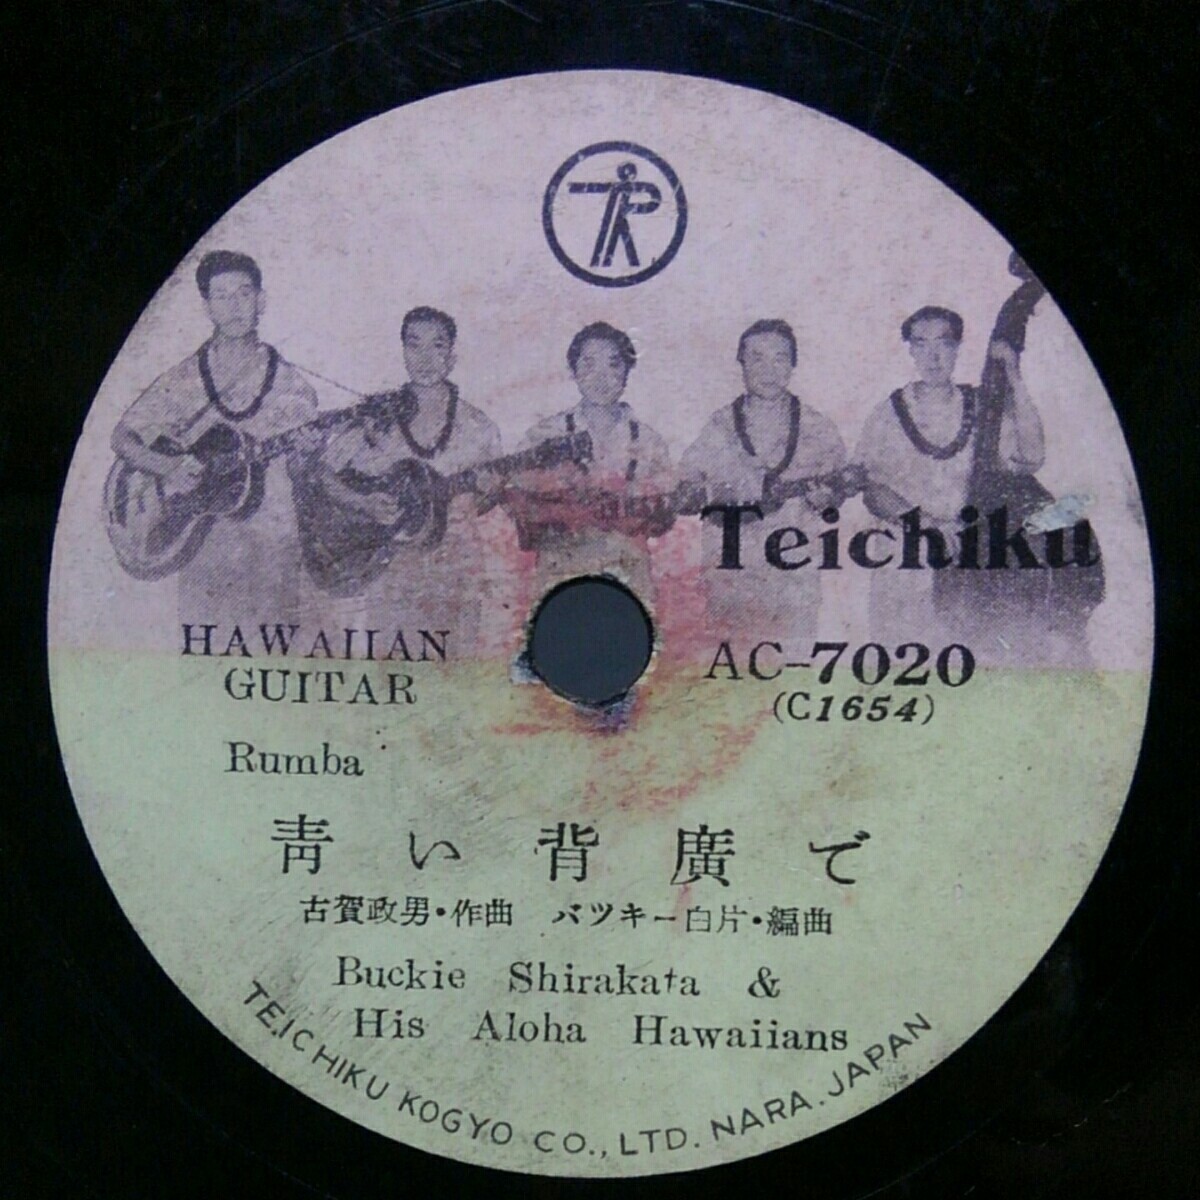 Teichiku
HAWAIIAN
GUITAR
AC-7020
(C1654)
Rumba
靑い背廣で
古賀政男・作曲 バツキー白片・編曲
Buckie Shirakata &
His Aloha Hawaiians
TEICHIKU KOGYO CO., LTD. NARA. JAPAN